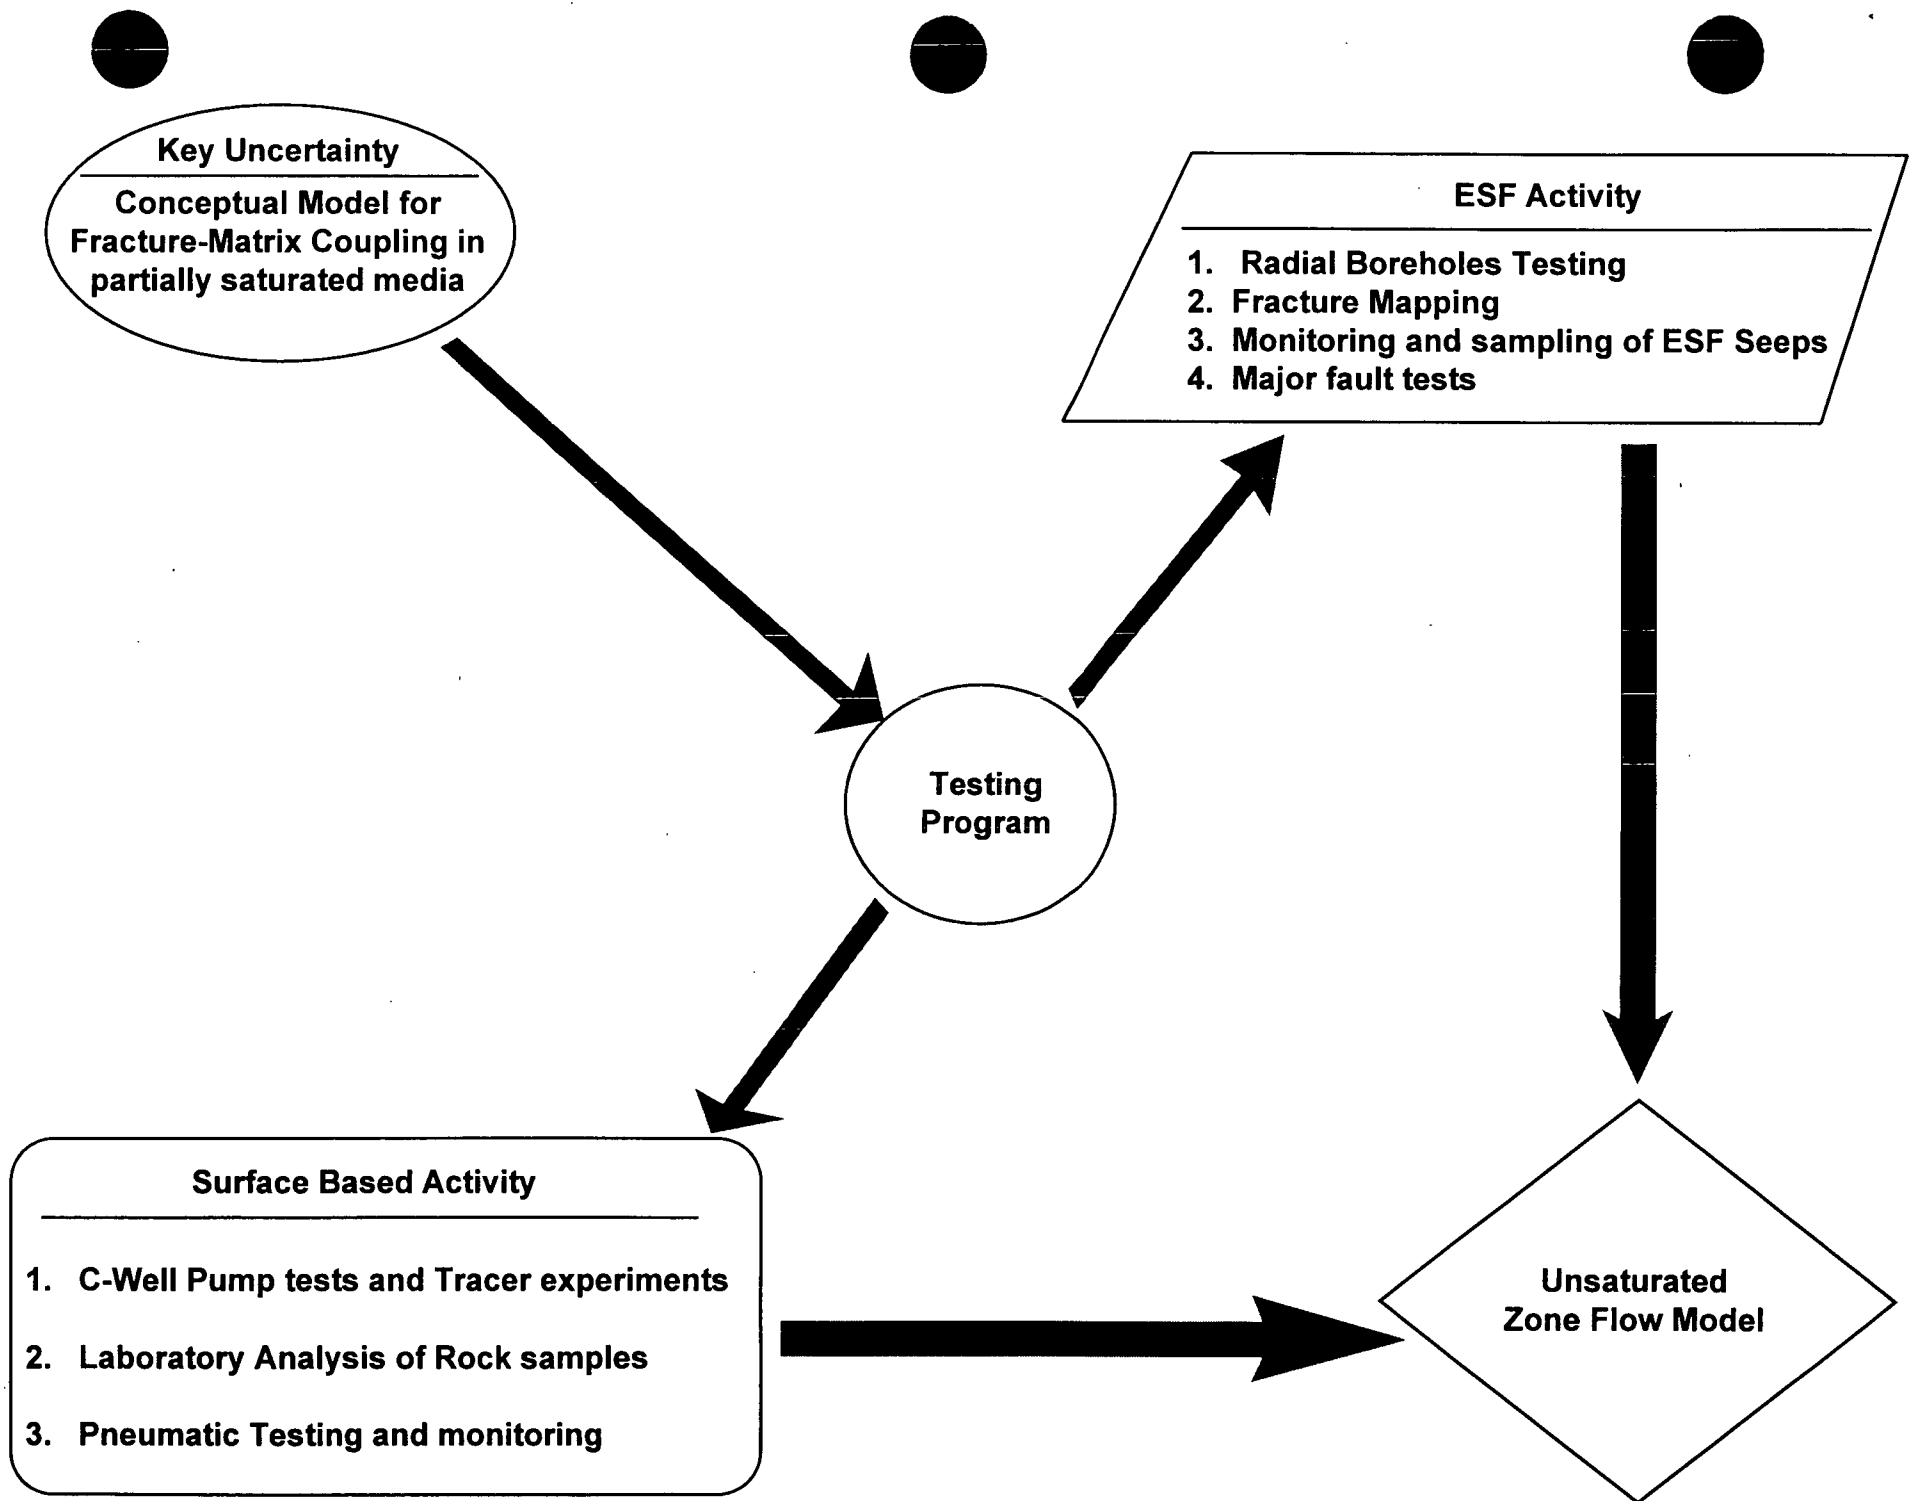 Key Uncertainty
Conceptual Model for
Fracture-Matrix Coupling in
partially saturated media
ESF Activity
1. Radial Boreholes Testing
2. Fracture Mapping
3. Monitoring and sampling of ESF Seeps
4. Major fault tests
Testing
Program
Surface Based Activity
1. C-Well Pump tests and Tracer experiments
2. Laboratory Analysis of Rock samples
3. Pneumatic Testing and monitoring
Unsaturated
Zone Flow Model